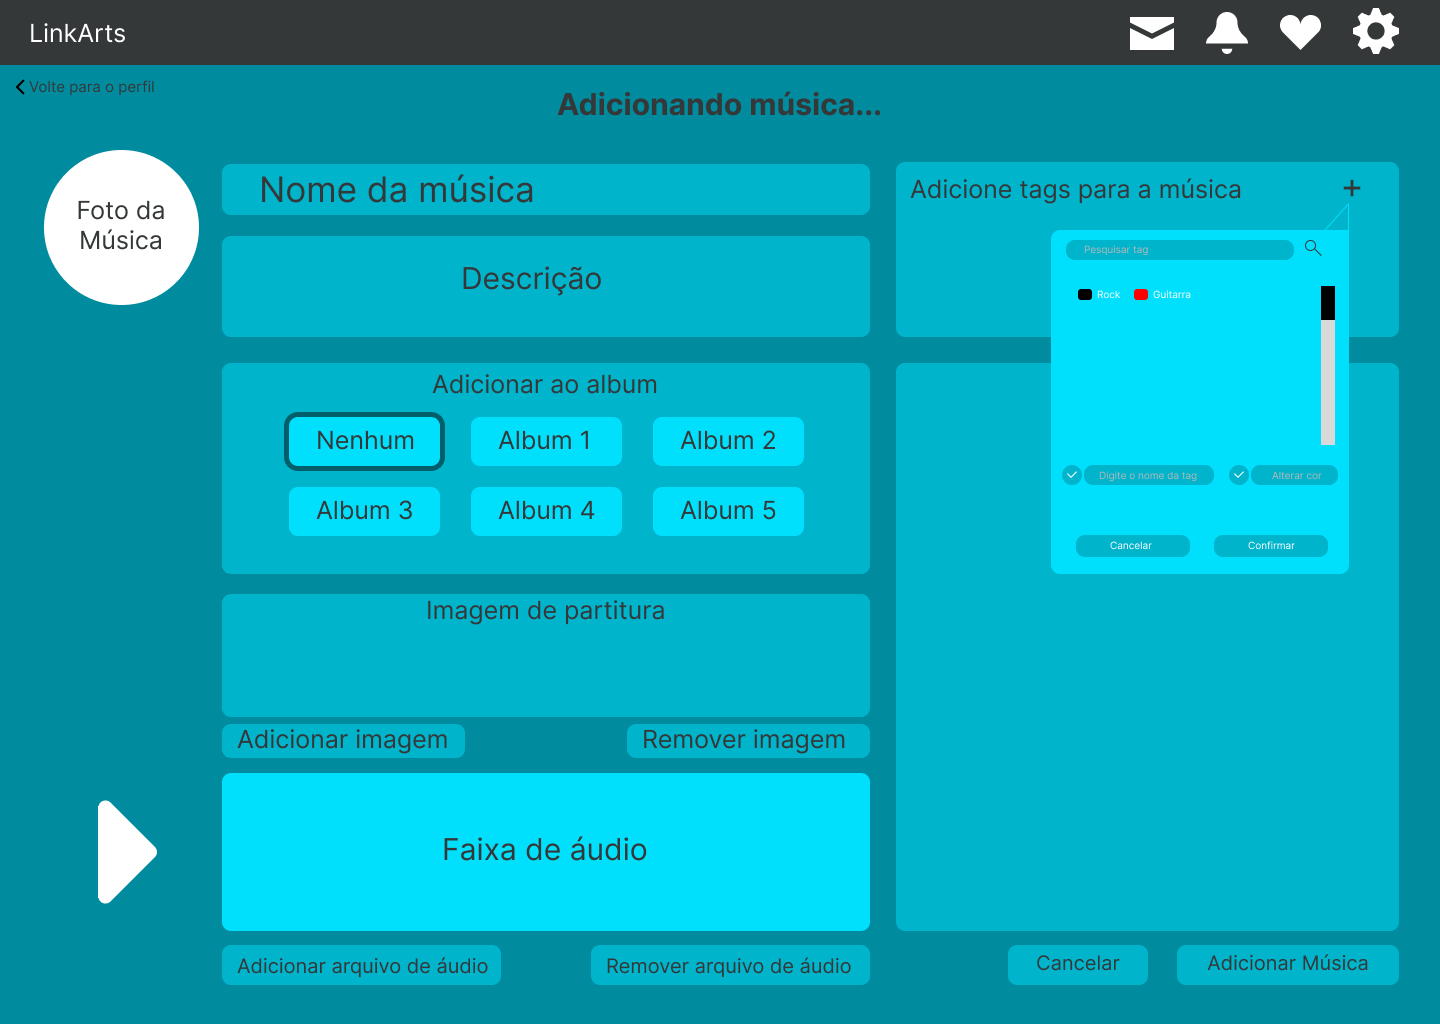 LinkArts
Volte para o perfil
Adicionando música...
Foto da
Música
Nome da música
Descrição
Adicione tags para a música
Pesquisar tag
Rock
Guitarra
Digite o nome da tag
Alterar cor
Cancelar
Confirmar
Adicionar ao album
Nenhum
Album 1
Album 2
Album 3
Album 4
Album 5
Imagem de partitura
Adicionar imagem
Remover imagem
Faixa de áudio
Adicionar arquivo de áudio
Remover arquivo de áudio
Cancelar
Adicionar Música